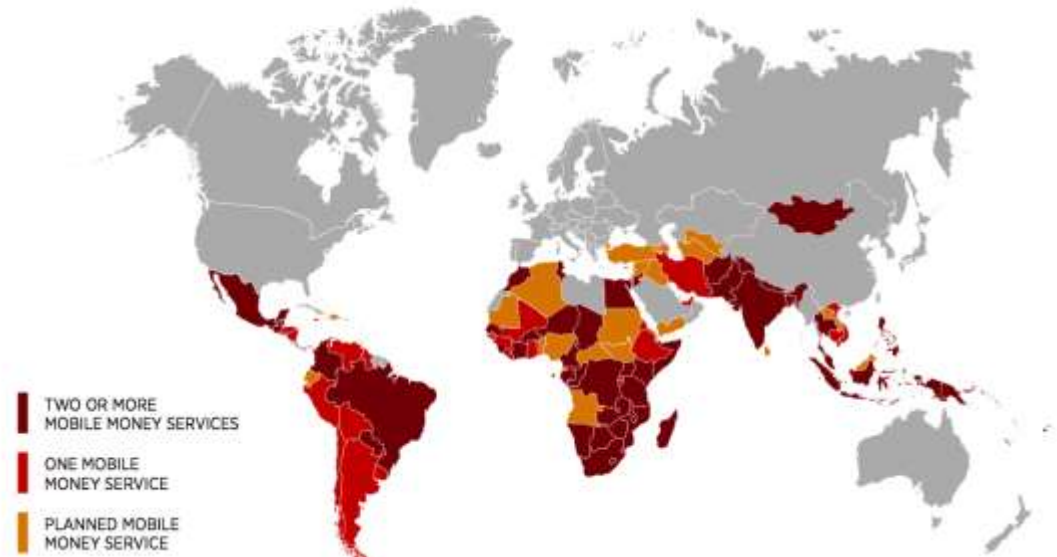 TWO OR MORE
MOBILE MONEY SERVICES
ONE MOBILE
MONEY SERVICE
PLANNED MOBILE
MONEY SERVICE